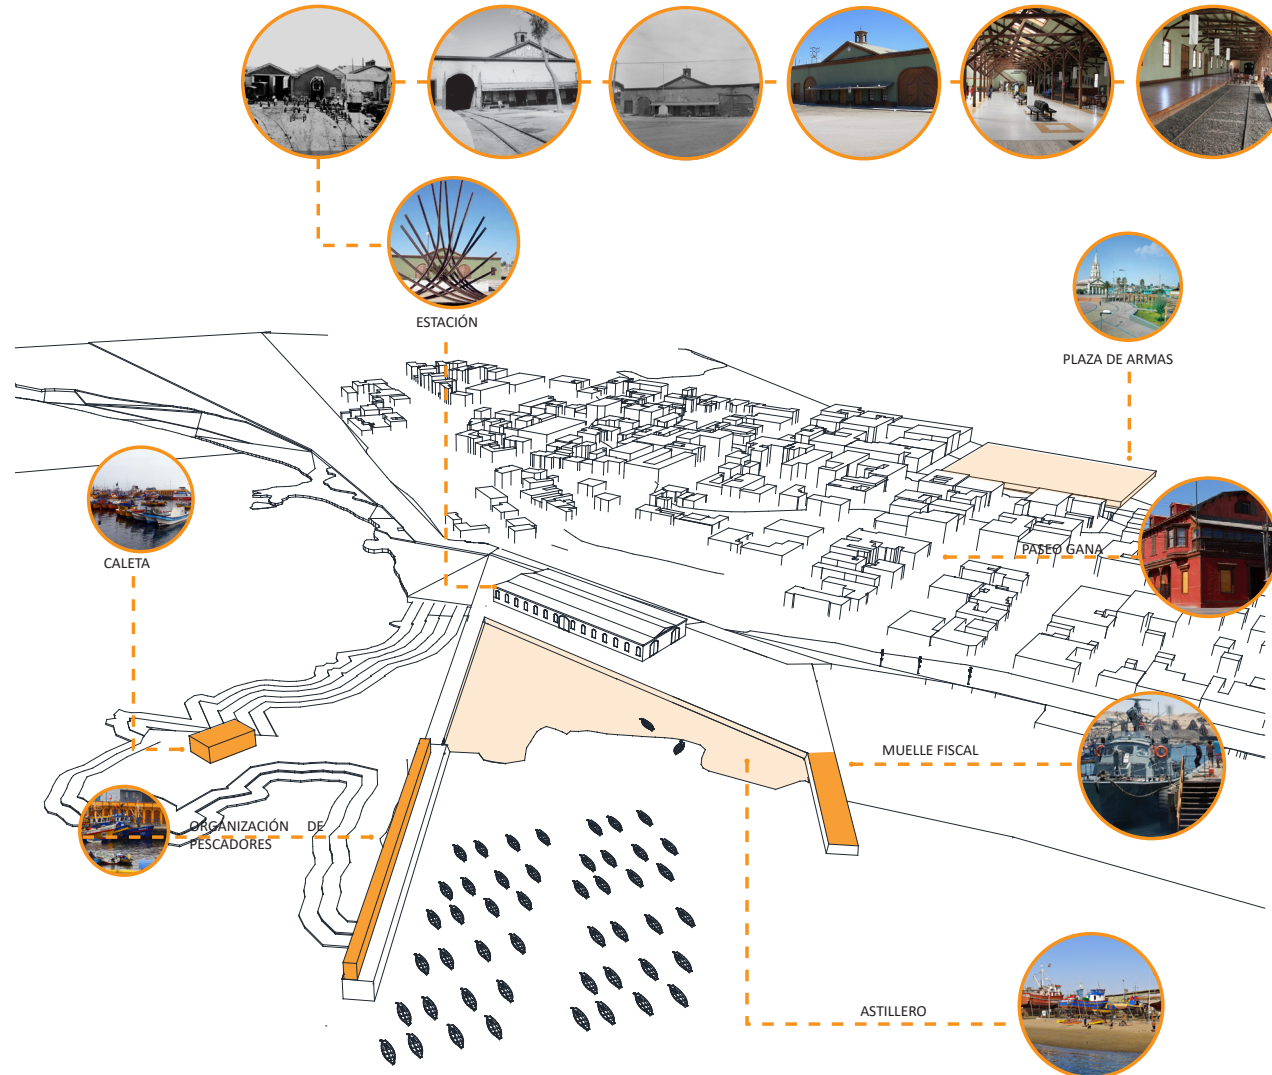 ESTACIÓN
PLAZA DE ARMAS
CALETA
PASEO GANA
MUELLE FISCAL
ORGANIZACIÓN DE
PESCADORES
ASTILLERO